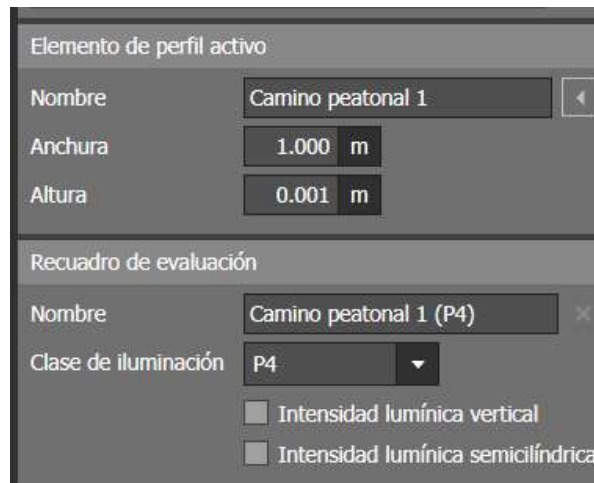 Elemento de perfil activo
Nombre Camino peatonal 1
Anchura 1.000 m
Altura 0.001 m
Recuadro de evaluación
Nombre Camino peatonal 1 (P4)
Clase de iluminación P4
Intensidad lumínica vertical
Intensidad lumínica semicilíndrica